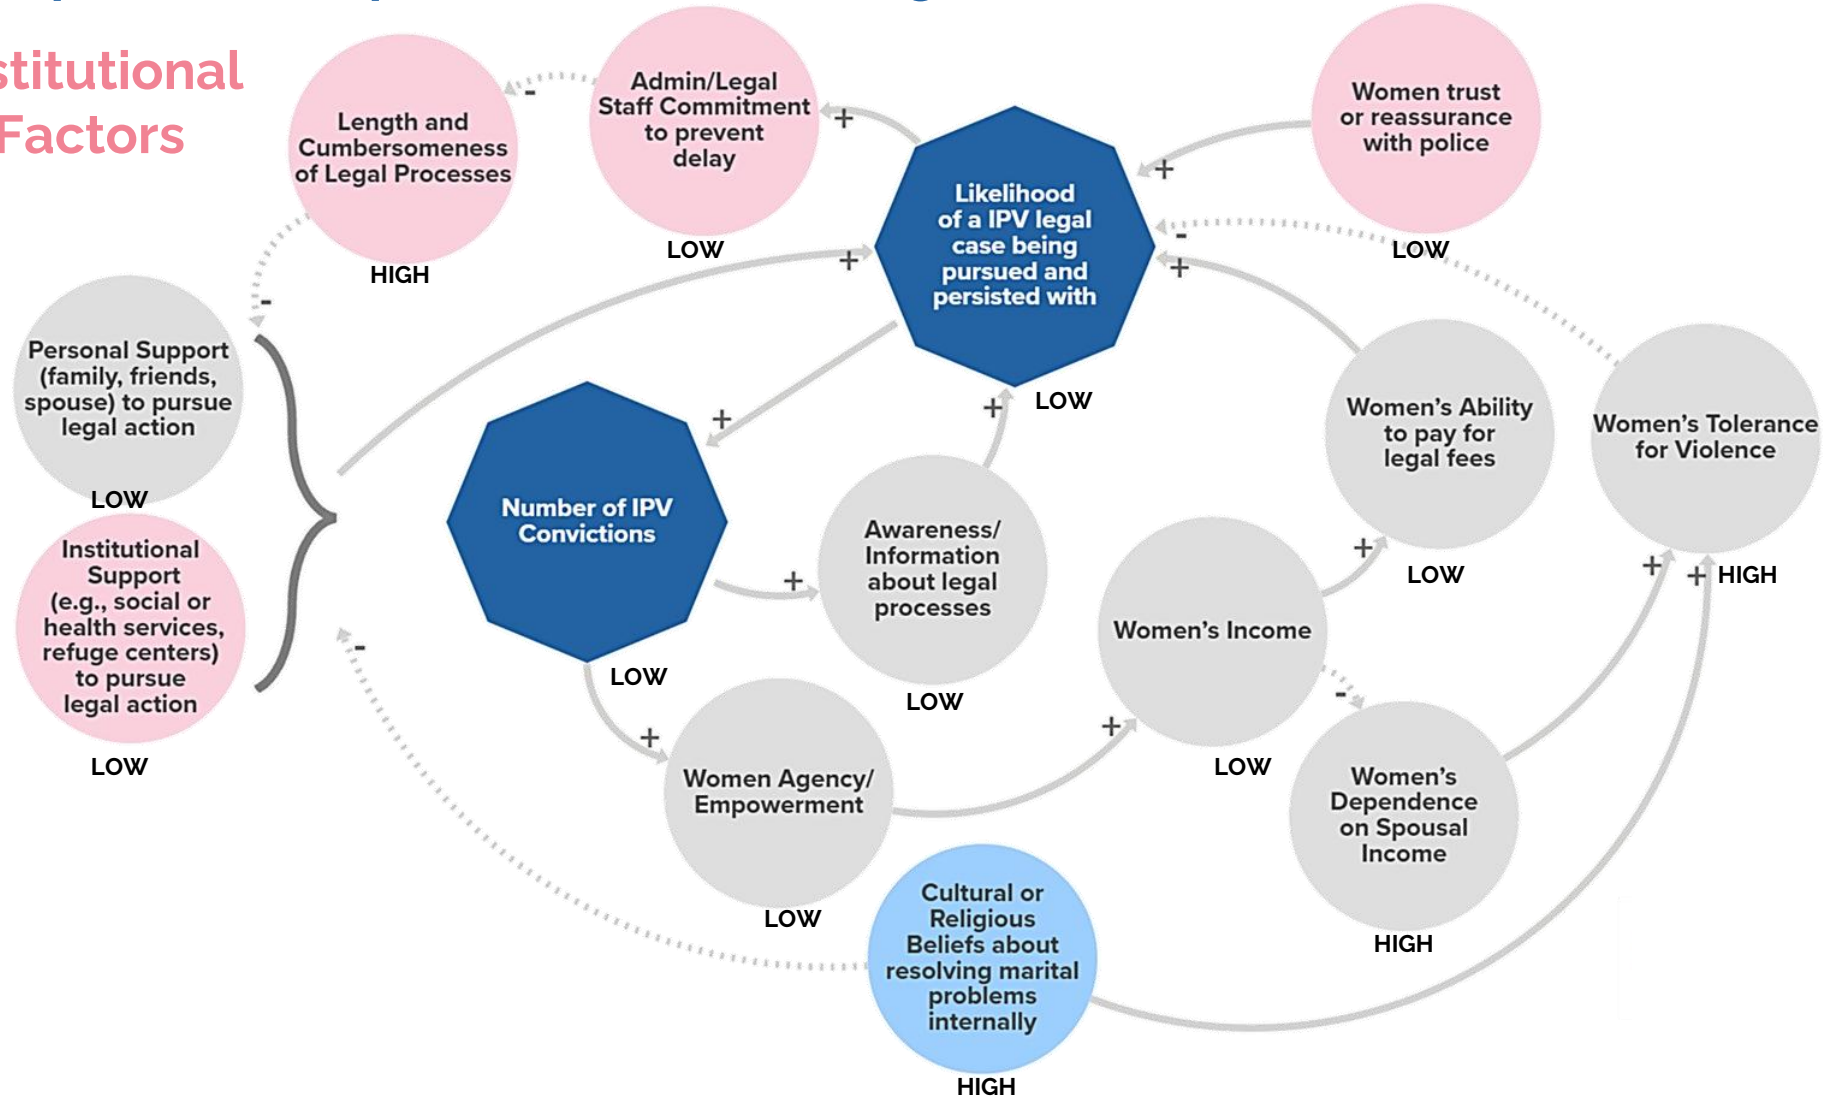 stitutional
Factors
Length and
Cumbersomeness
of Legal Processes
HIGH
-
Admin/Legal
Staff Commitment
to prevent
delay
LOW
+
Likelihood
of a IPV legal
case being
pursued and
persisted with
LOW
Women trust
or reassurance
with police
LOW
+
-
+
+
-
Personal Support
(family, friends,
spouse) to pursue
legal action
LOW
Institutional
Support
(e.g., social or
health services,
refuge centers)
to pursue
legal action
LOW
-
+
Number of IPV
Convictions
LOW
+
+
Awareness/
Information
about legal
processes
LOW
+
Women Agency/
Empowerment
LOW
+
Women's Income
LOW
+
-
Women's Ability
to pay for
legal fees
LOW
Women's Tolerance
for Violence
HIGH
+
+
Women's
Dependence
on Spousal
Income
HIGH
Cultural or
Religious
Beliefs about
resolving marital
problems
internally
HIGH